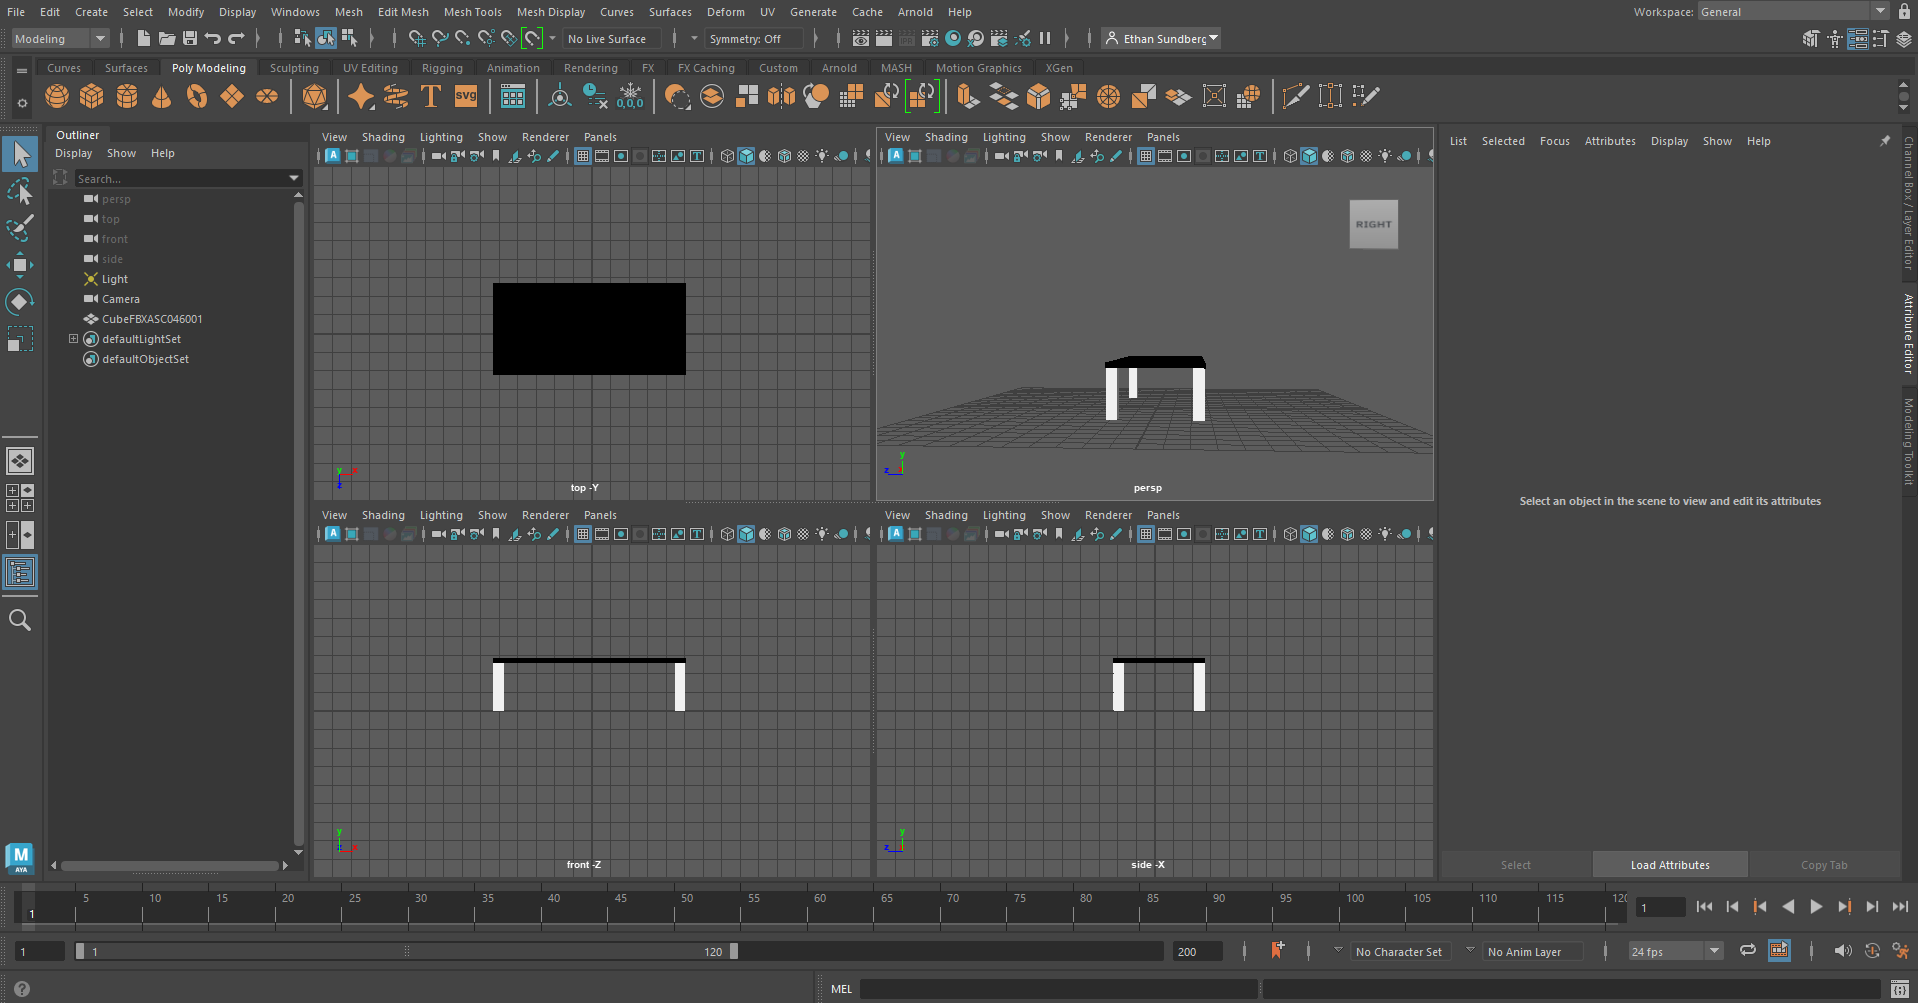 File Edit Create Select Modify Display Windows Mesh Edit Mesh Mesh Tools Mesh Display Curves Surfaces Deform UV Generate Cache Arnold Help Workspace: General
Modeling No Live Surface Symmetry: Off Ethan Sundberg
Curves Surfaces Poly Modeling Sculpting UV Editing Rigging Animation Rendering FX FX Caching Custom Arnold MASH Motion Graphics XGen
T SVG 0,0,0
Outliner
Display Show Help
Search...
persp
top
front
side
Light
Camera
CubeFBXASC046001
defaultLightSet
defaultObjectSet
View Shading Lighting Show Renderer Panels
top -Y
y x
z
View Shading Lighting Show Renderer Panels
RIGHT
y
z
persp
View Shading Lighting Show Renderer Panels
y
z x
front -Z
View Shading Lighting Show Renderer Panels
y
z
side -X
List Selected Focus Attributes Display Show Help
Select an object in the scene to view and edit its attributes
Select Load Attributes Copy Tab
Channel Box / Layer Editor
Attribute Editor
Modeling Toolkit
M
AYA
5 10 15 20 25 30 35 40 45 50 55 60 65 70 75 80 85 90 95 100 105 110 115 120
1 1
1 1 120 200 No Character Set No Anim Layer 24 fps
MEL